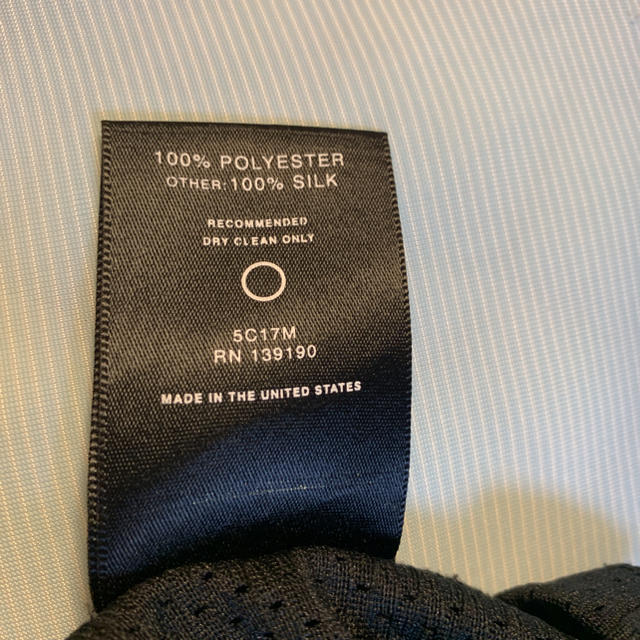 100% POLYESTER
OTHER: 100% SILK
RECOMMENDED
DRY CLEAN ONLY
5C17M
RN 139190
MADE IN THE UNITED STATES